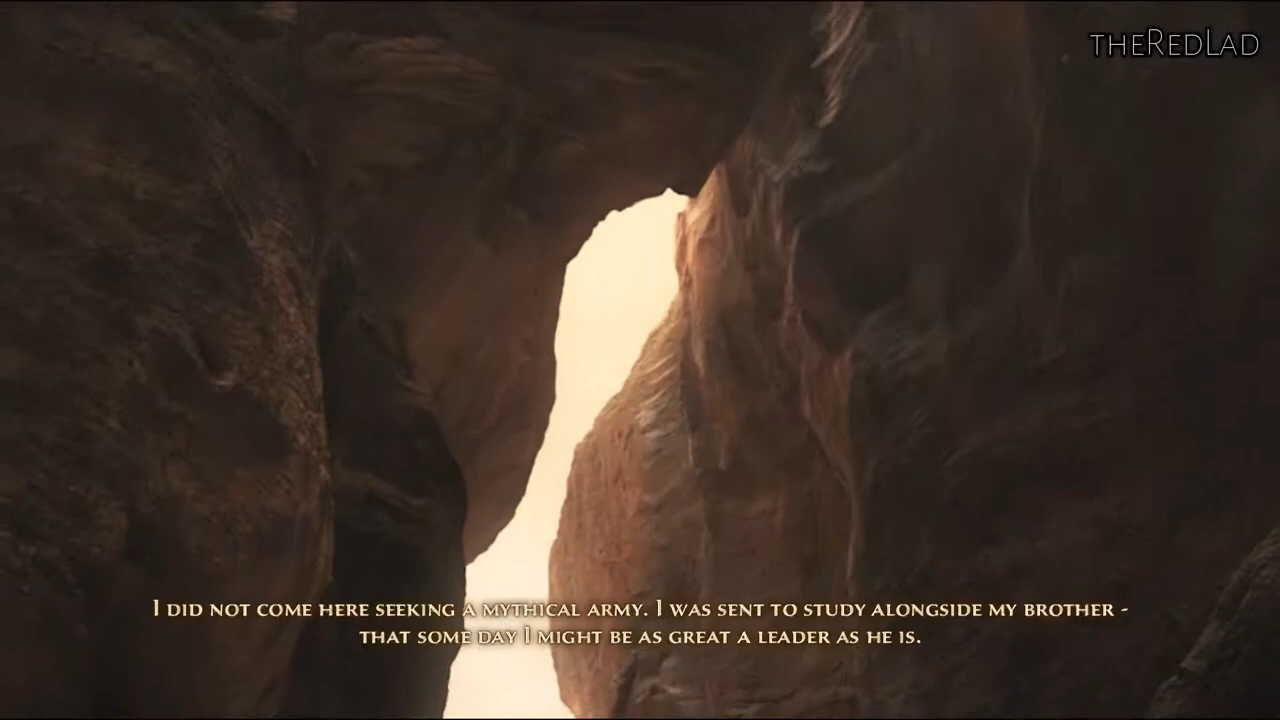 theRedLad
I did not come here seeking a mythical army. I was sent to study alongside my brother -
that some day I might be as great a leader as he is.